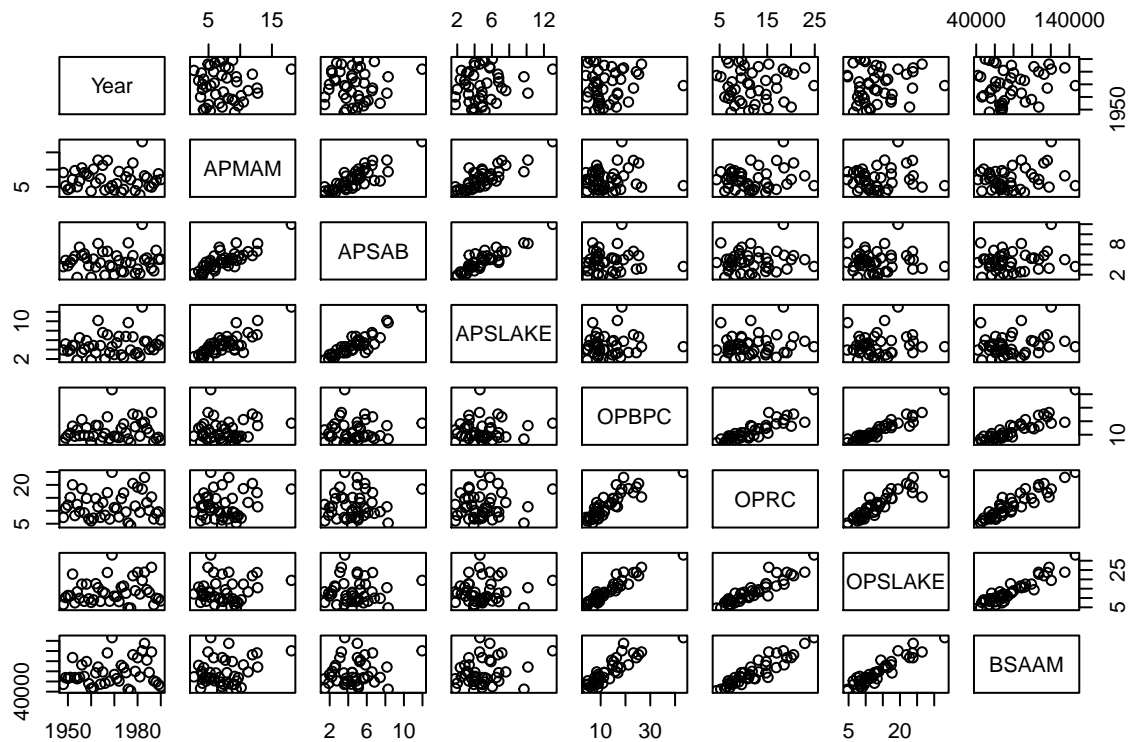 5 15
2 6 12
5 15 25
40000 140000
Year
1950
5
APMAM
APSAB
2 8
2 10
APSLAKE
OPBPC
10
5 20
OPRC
OPSLAKE
5 25
40000
BSAAM
1950 1980
2 6 10
10 30
5 20